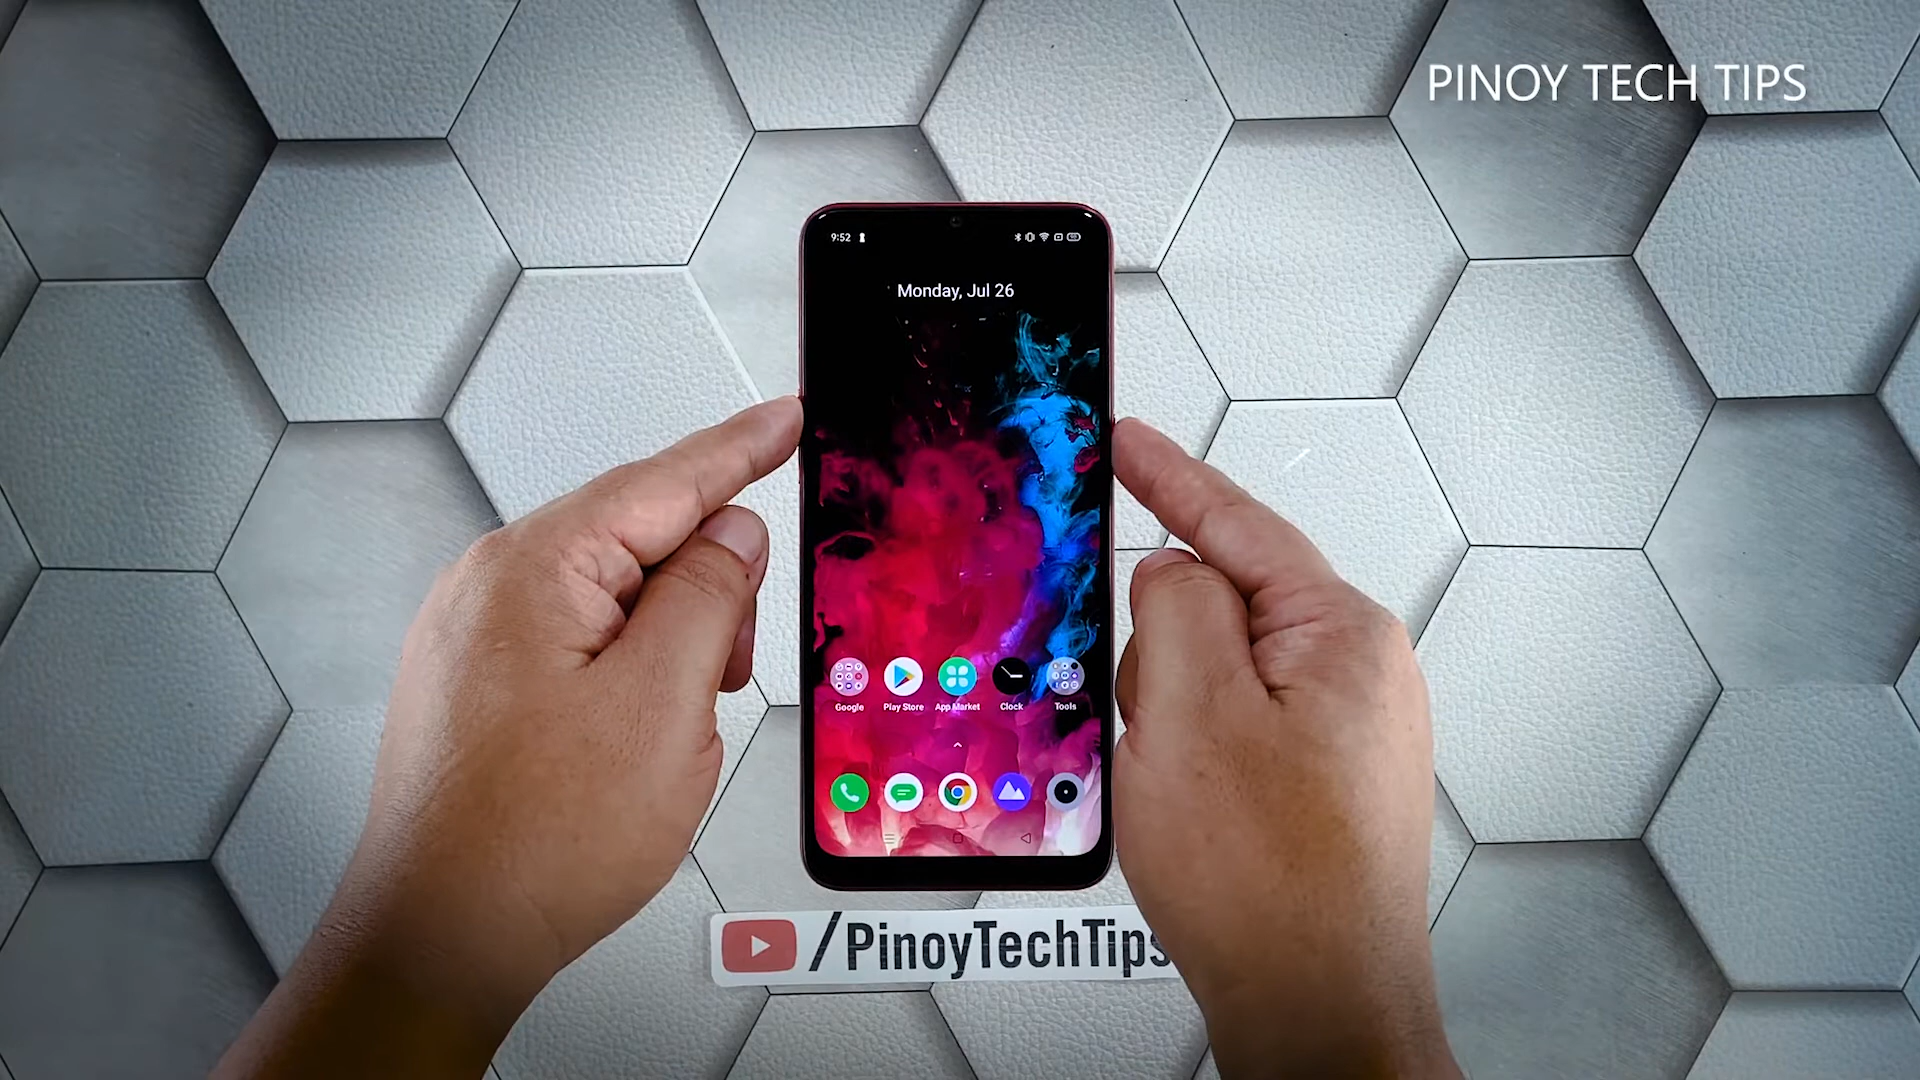 PINOY TECH TIPS
9:52
Monday, Jul 26
Google Play Store App Market Clock Tools
/PinoyTechTips